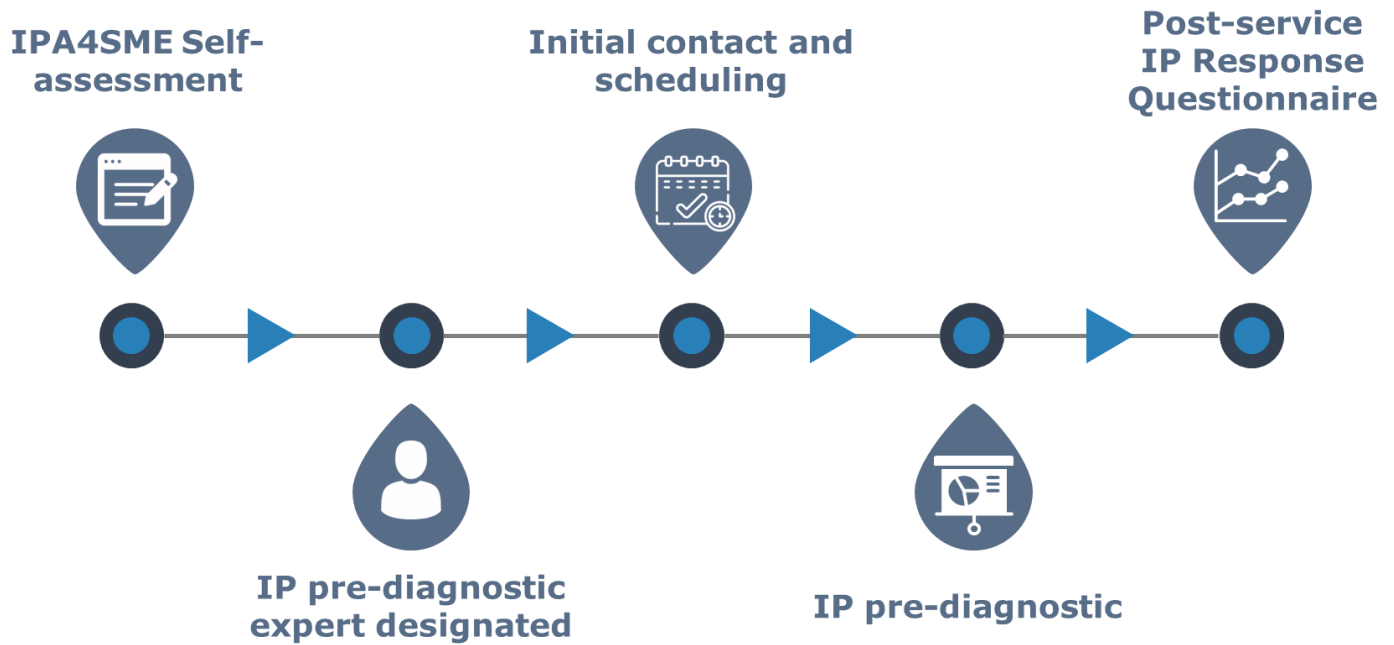 IPA4SME Self-
assessment
IP pre-diagnostic
expert designated
Initial contact and
scheduling
IP pre-diagnostic
Post-service
IP Response
Questionnaire